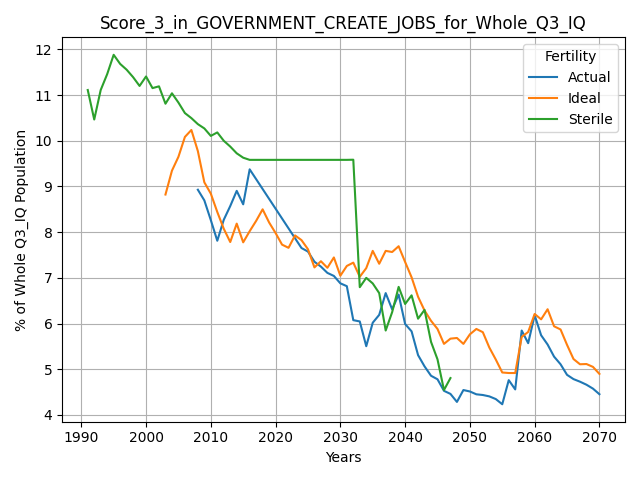 Score_3_in_GOVERNMENT_CREATE_JOBS_for_Whole_Q3_IQ
% of Whole Q3_IQ Population
12
11
10
9
8
7
6
5
4
Fertility
Actual
Ideal
Sterile
1990 2000 2010 2020 2030 2040 2050 2060 2070
Years